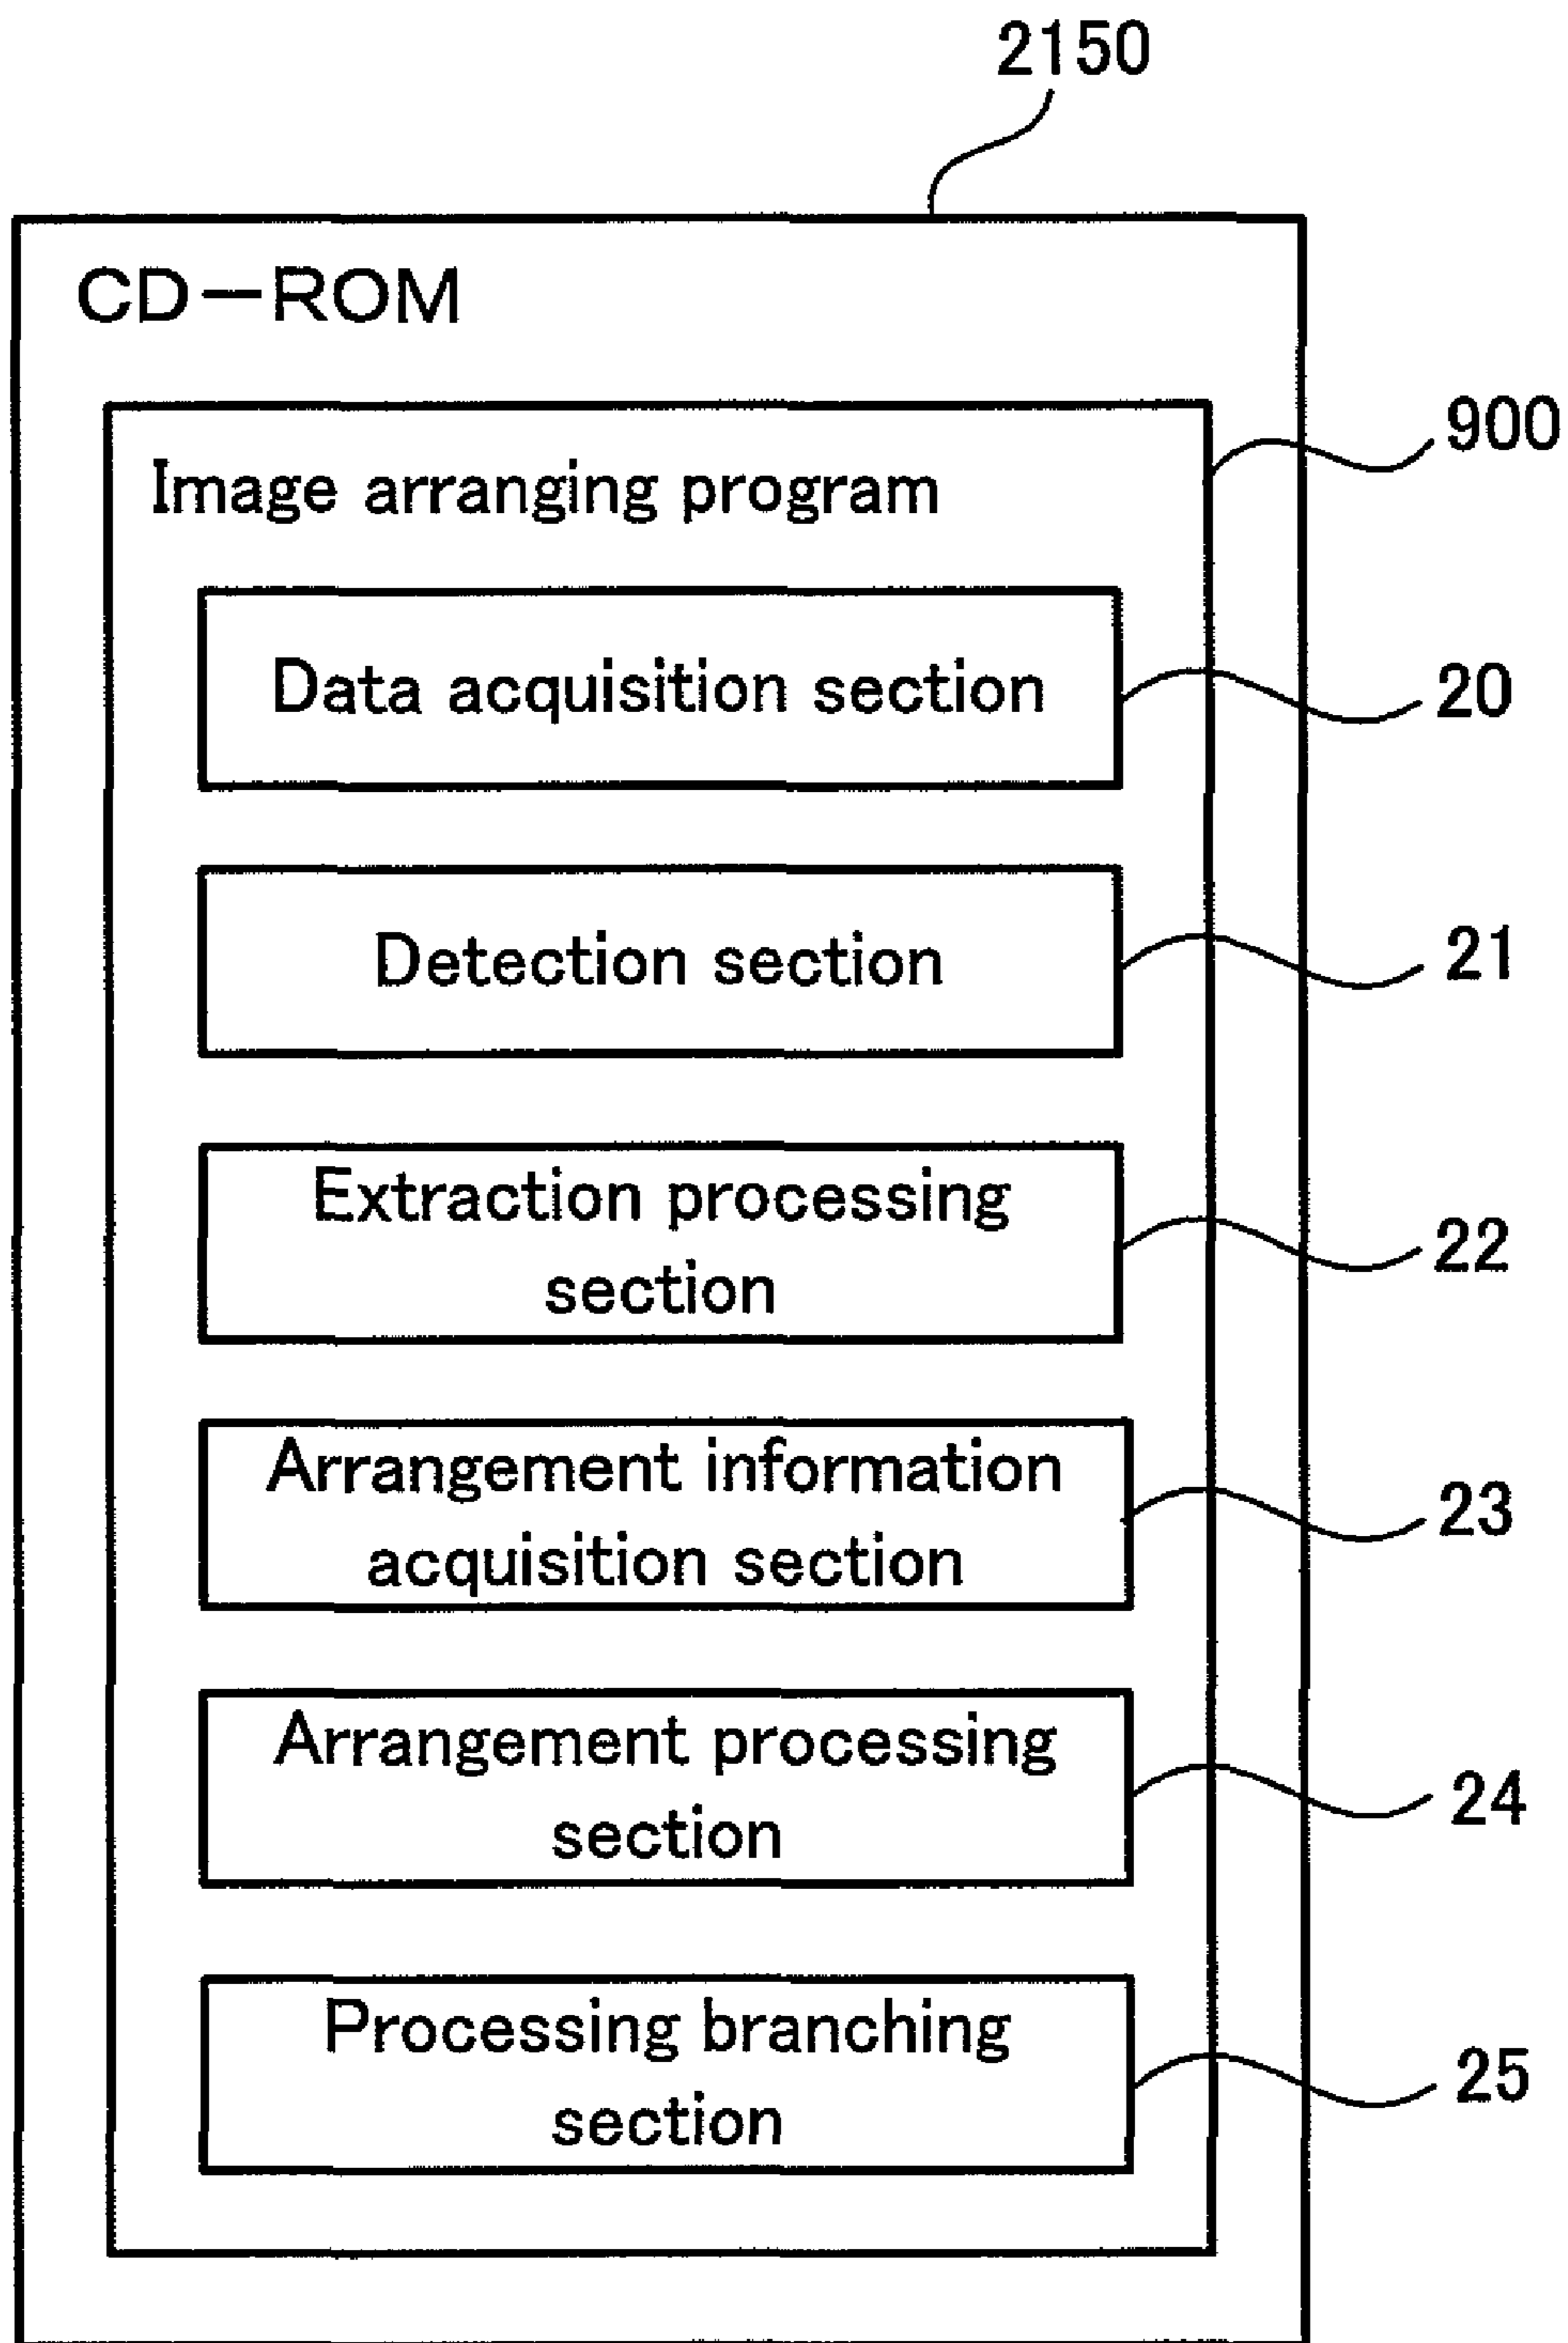 2150
CD-ROM
900
Image arranging program
Data acquisition section
20
Detection section
21
Extraction processing
section
22
Arrangement information
acquisition section
23
Arrangement processing
section
24
Processing branching
section
25